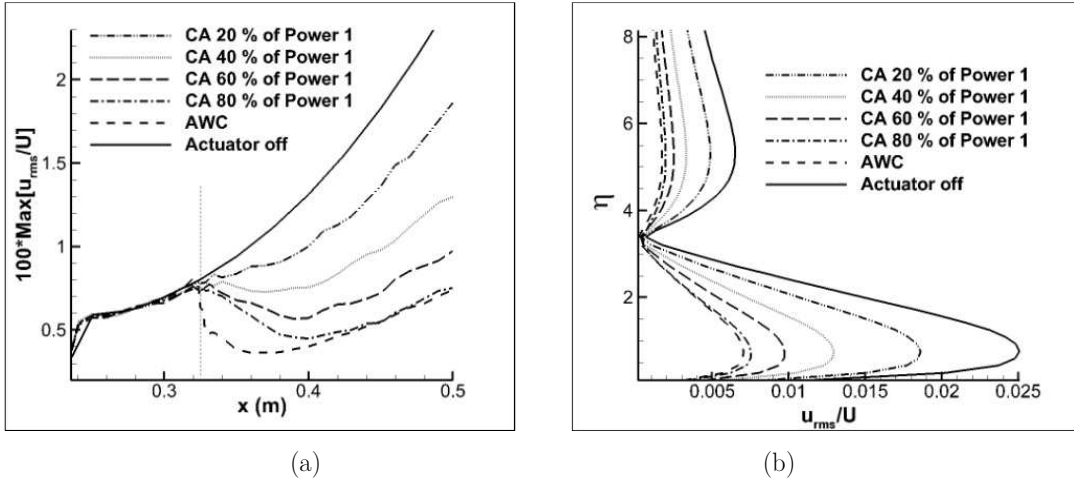 CA 20 % of Power 1
CA 40 % of Power 1
CA 60 % of Power 1
CA 80 % of Power 1
AWC
Actuator off
100*Max[u_rms/U]
2
1.5
1
0.5
0.3
0.4
0.5
x (m)
(a)
CA 20 % of Power 1
CA 40 % of Power 1
CA 60 % of Power 1
CA 80 % of Power 1
AWC
Actuator off
η
8
6
4
2
0.005
0.01
0.015
0.02
0.025
u_rms/U
(b)